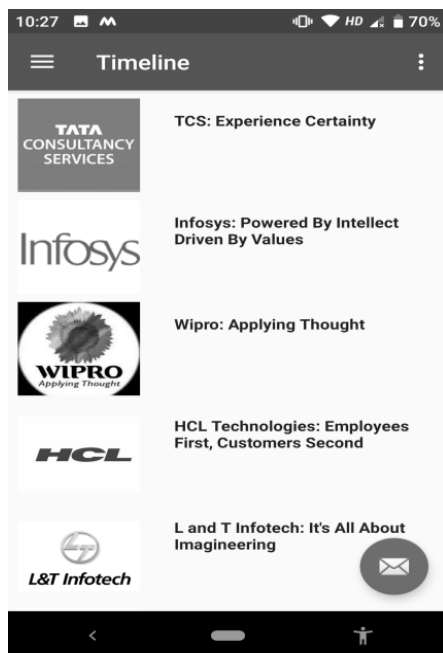 10:27 HD 70%
Timeline
TATA
CONSULTANCY
SERVICES
TCS: Experience Certainty
Infosys
Infosys: Powered By Intellect
Driven By Values
WIPRO
Applying Thought
Wipro: Applying Thought
HCL
HCL Technologies: Employees
First, Customers Second
L&T Infotech
L and T Infotech: It's All About
Imagineering